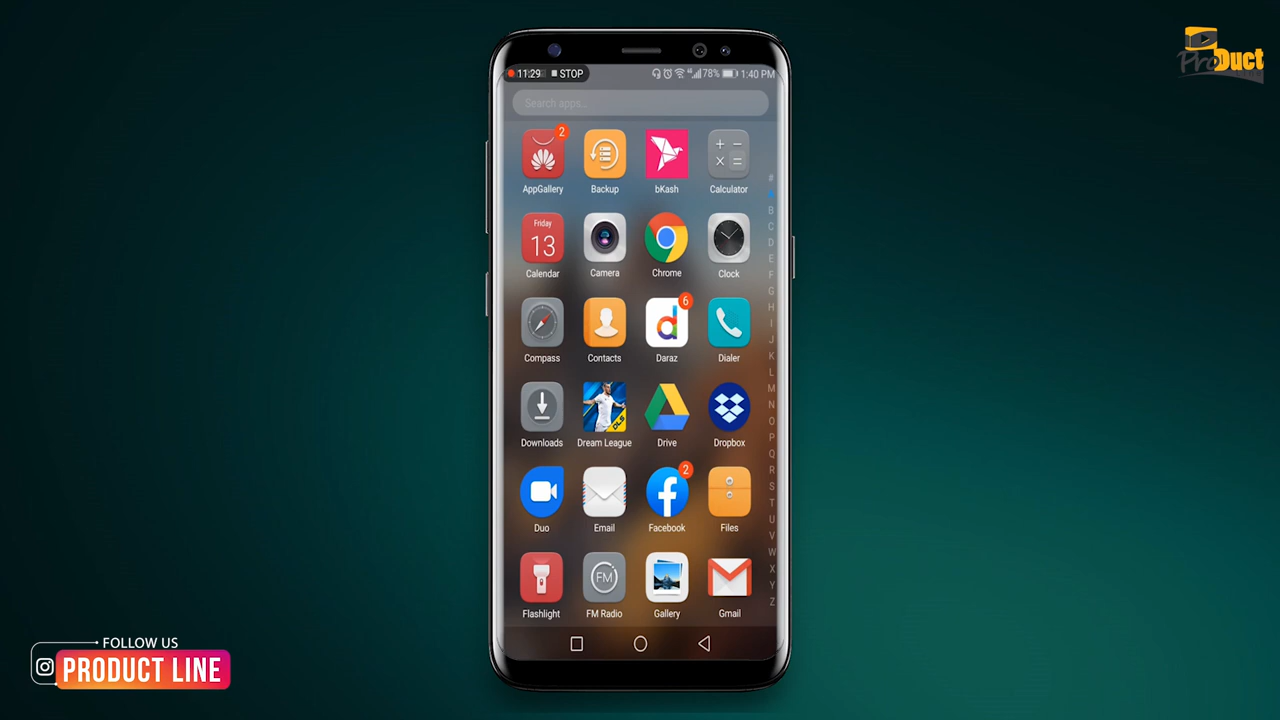 ProDuct
11:29 STOP 78% 1:40 PM
Search apps...
2
AppGallery Backup bKash Calculator
Friday
13
Calendar Camera Chrome Clock
6
Compass Contacts Daraz Dialer
DLS
Downloads Dream League Drive Dropbox
2
Duo Email Facebook Files
FM
Flashlight FM Radio Gallery Gmail
#
B
C
D
E
F
G
H
I
J
K
L
M
N
O
P
Q
R
S
T
U
V
W
X
Y
Z
FOLLOW US
PRODUCT LINE